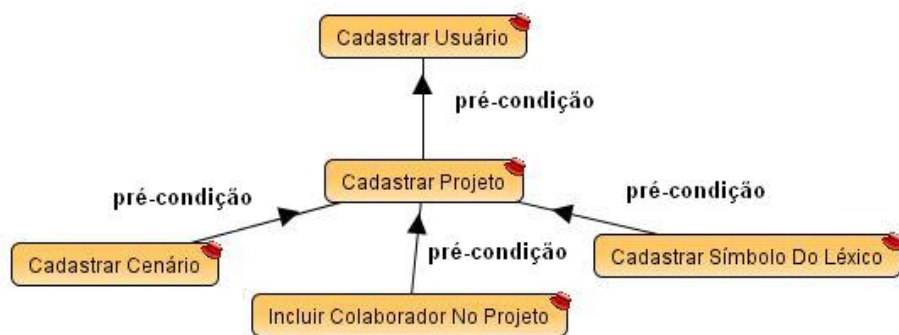 Cadastrar Usuário
pré-condição
Cadastrar Projeto
pré-condição
pré-condição
Cadastrar Cenário
pré-condição
Cadastrar Símbolo Do Léxico
Incluir Colaborador No Projeto